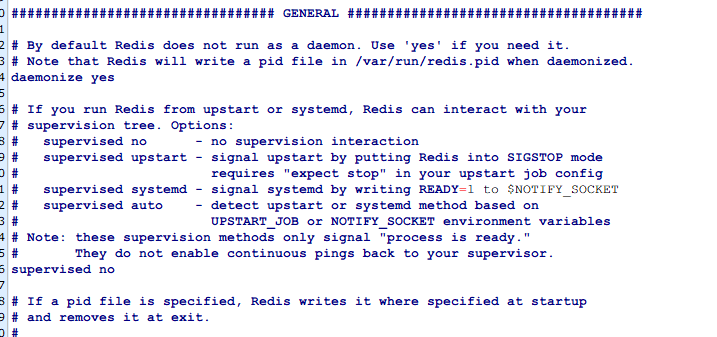 0 ################################# GENERAL #####################################
1
2 # By default Redis does not run as a daemon. Use 'yes' if you need it.
3 # Note that Redis will write a pid file in /var/run/redis.pid when daemonized.
4 daemonize yes
5
6 # If you run Redis from upstart or systemd, Redis can interact with your
7 # supervision tree. Options:
8 #   supervised no      - no supervision interaction
9 #   supervised upstart - signal upstart by putting Redis into SIGSTOP mode
0 #                        requires "expect stop" in your upstart job config
1 #   supervised systemd - signal systemd by writing READY=1 to $NOTIFY_SOCKET
2 #   supervised auto    - detect upstart or systemd method based on
3 #                        UPSTART_JOB or NOTIFY_SOCKET environment variables
4 # Note: these supervision methods only signal "process is ready."
5 #       They do not enable continuous pings back to your supervisor.
6 supervised no
7
8 # If a pid file is specified, Redis writes it where specified at startup
9 # and removes it at exit.
0 #